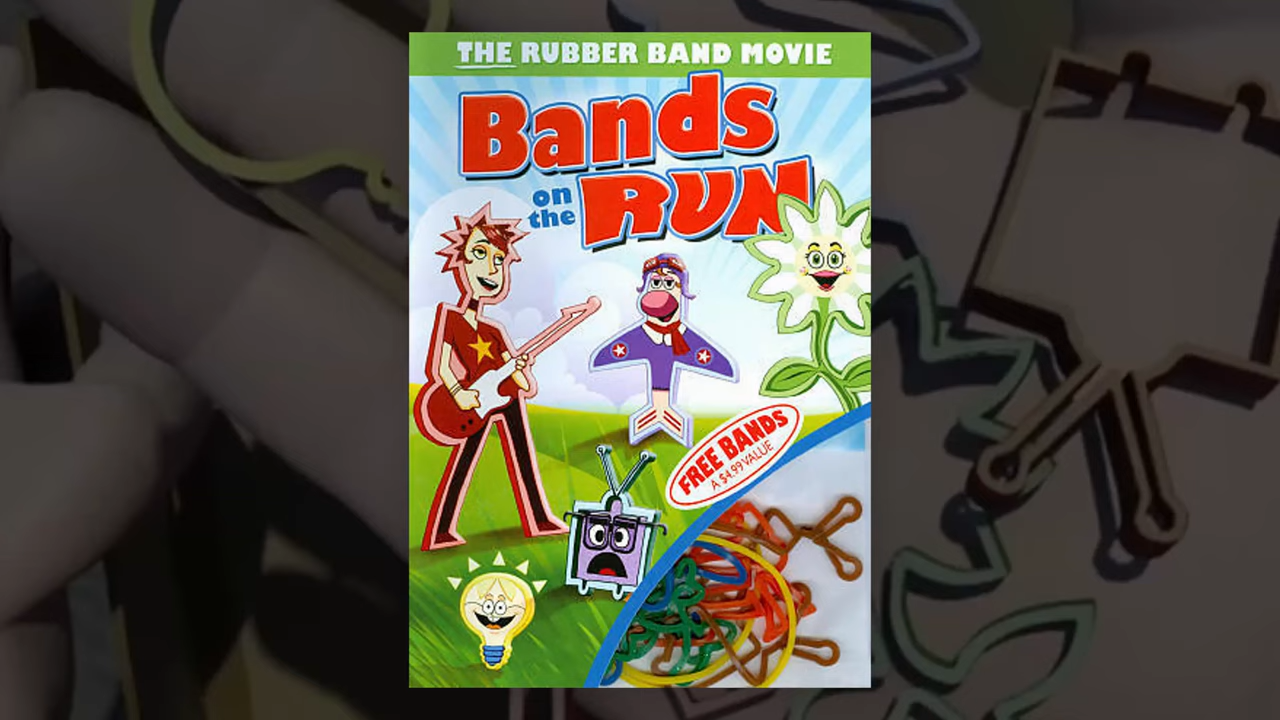 THE RUBBER BAND MOVIE
Bands
on
the RUN
FREE BANDS
A $4.99 VALUE